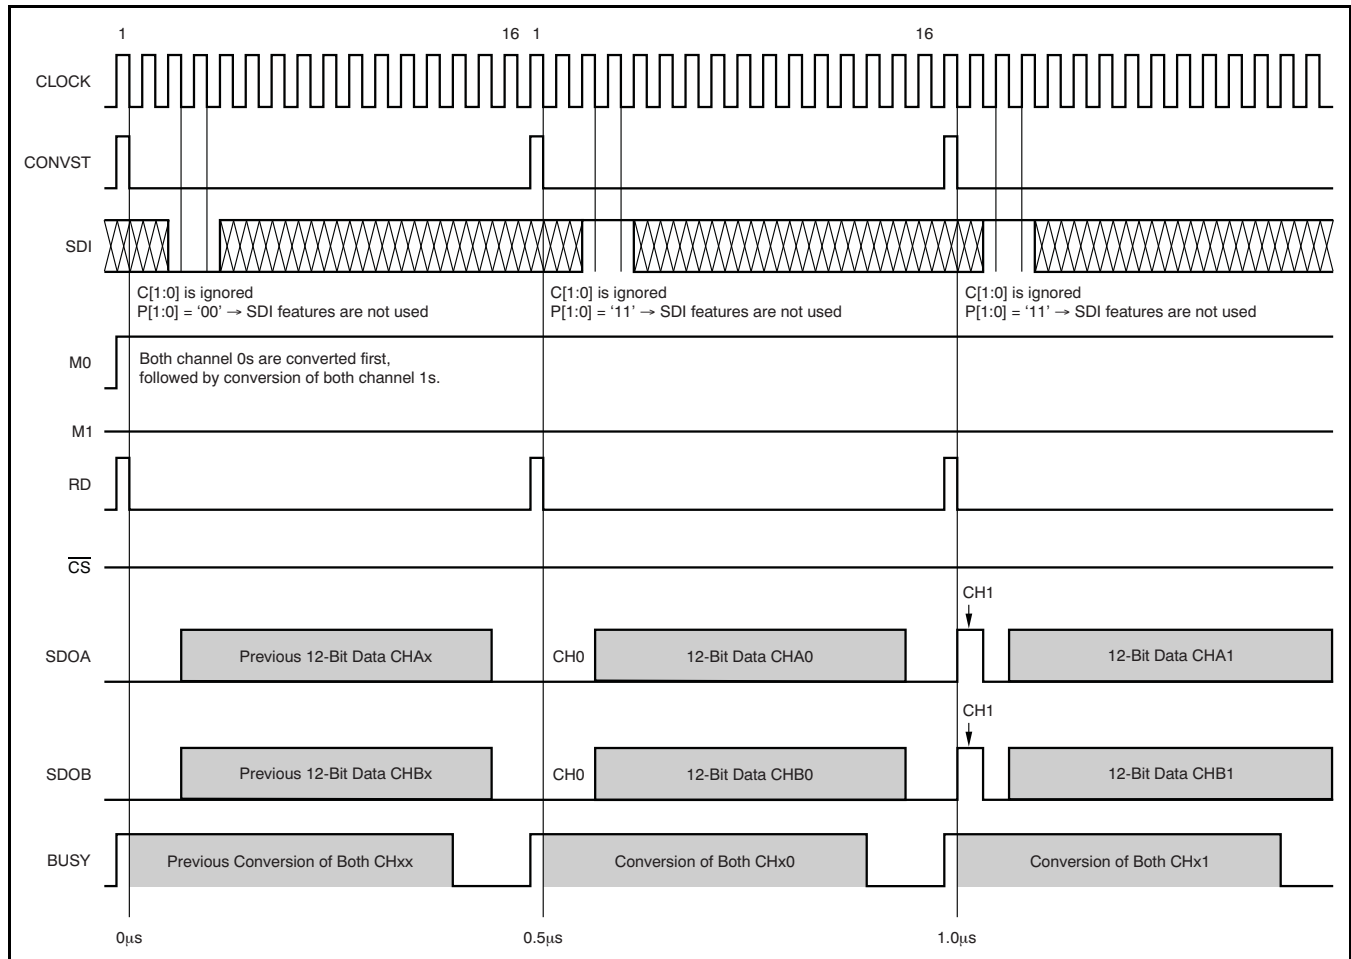 1
16 1
16
CLOCK
CONVST
SDI
C[1:0] is ignored
P[1:0] = ‘00’ → SDI features are not used
C[1:0] is ignored
P[1:0] = ‘11’ → SDI features are not used
C[1:0] is ignored
P[1:0] = ‘11’ → SDI features are not used
M0
Both channel 0s are converted first,
followed by conversion of both channel 1s.
M1
RD
CS
CH1
SDOA
Previous 12-Bit Data CHAx
CH0
12-Bit Data CHA0
12-Bit Data CHA1
CH1
SDOB
Previous 12-Bit Data CHBx
CH0
12-Bit Data CHB0
12-Bit Data CHB1
BUSY
Previous Conversion of Both CHxx
Conversion of Both CHx0
Conversion of Both CHx1
0µs
0.5µs
1.0µs